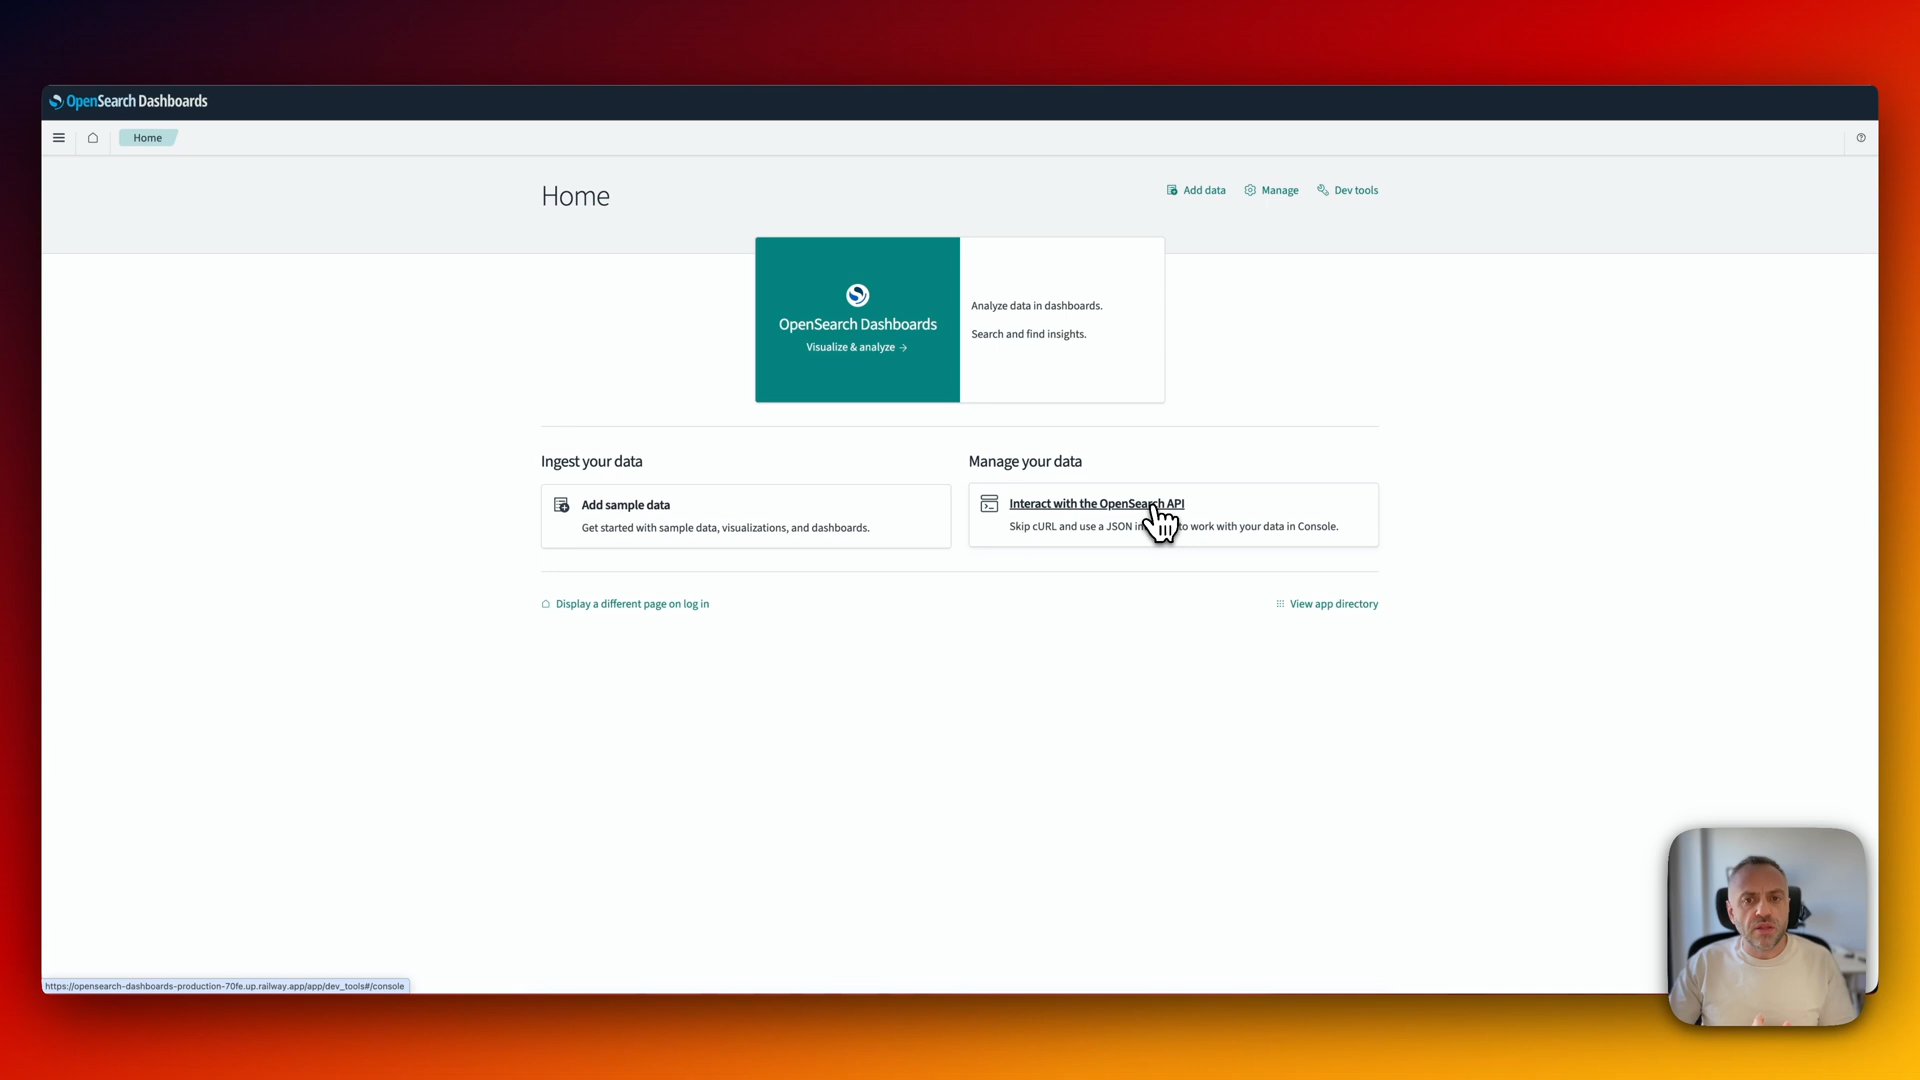 OpenSearch Dashboards
Home
Home
Add data
Manage
Dev tools
OpenSearch Dashboards
Visualize & analyze →
Analyze data in dashboards.
Search and find insights.
Ingest your data
Manage your data
Add sample data
Get started with sample data, visualizations, and dashboards.
Interact with the OpenSearch API
Skip cURL and use a JSON in to work with your data in Console.
Display a different page on log in
View app directory
https://opensearch-dashboards-production-70fe.up.railway.app/app/dev_tools#/console